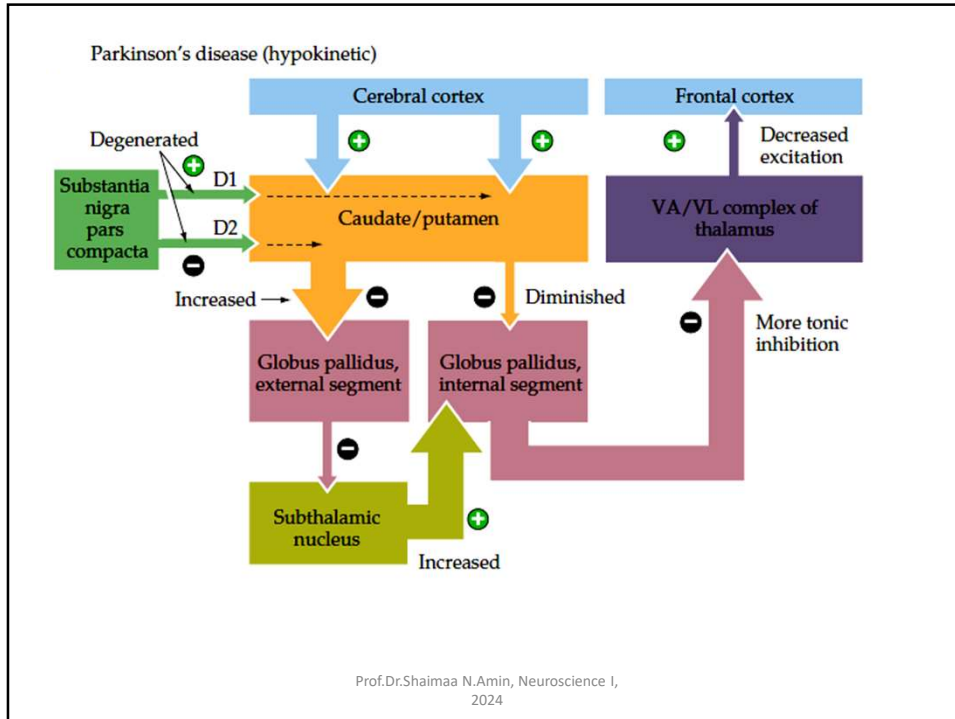 Parkinson's disease (hypokinetic)
Cerebral cortex
Frontal cortex
Degenerated
+
+
+
+
Decreased
excitation
Substantia
nigra
pars
compacta
D1
D2
Caudate/putamen
VA/VL complex of
thalamus
−
Increased
−
−
Diminished
−
More tonic
inhibition
Globus pallidus,
external segment
Globus pallidus,
internal segment
−
Subthalamic
nucleus
+
Increased
Prof.Dr.Shaimaa N.Amin, Neuroscience I,
2024